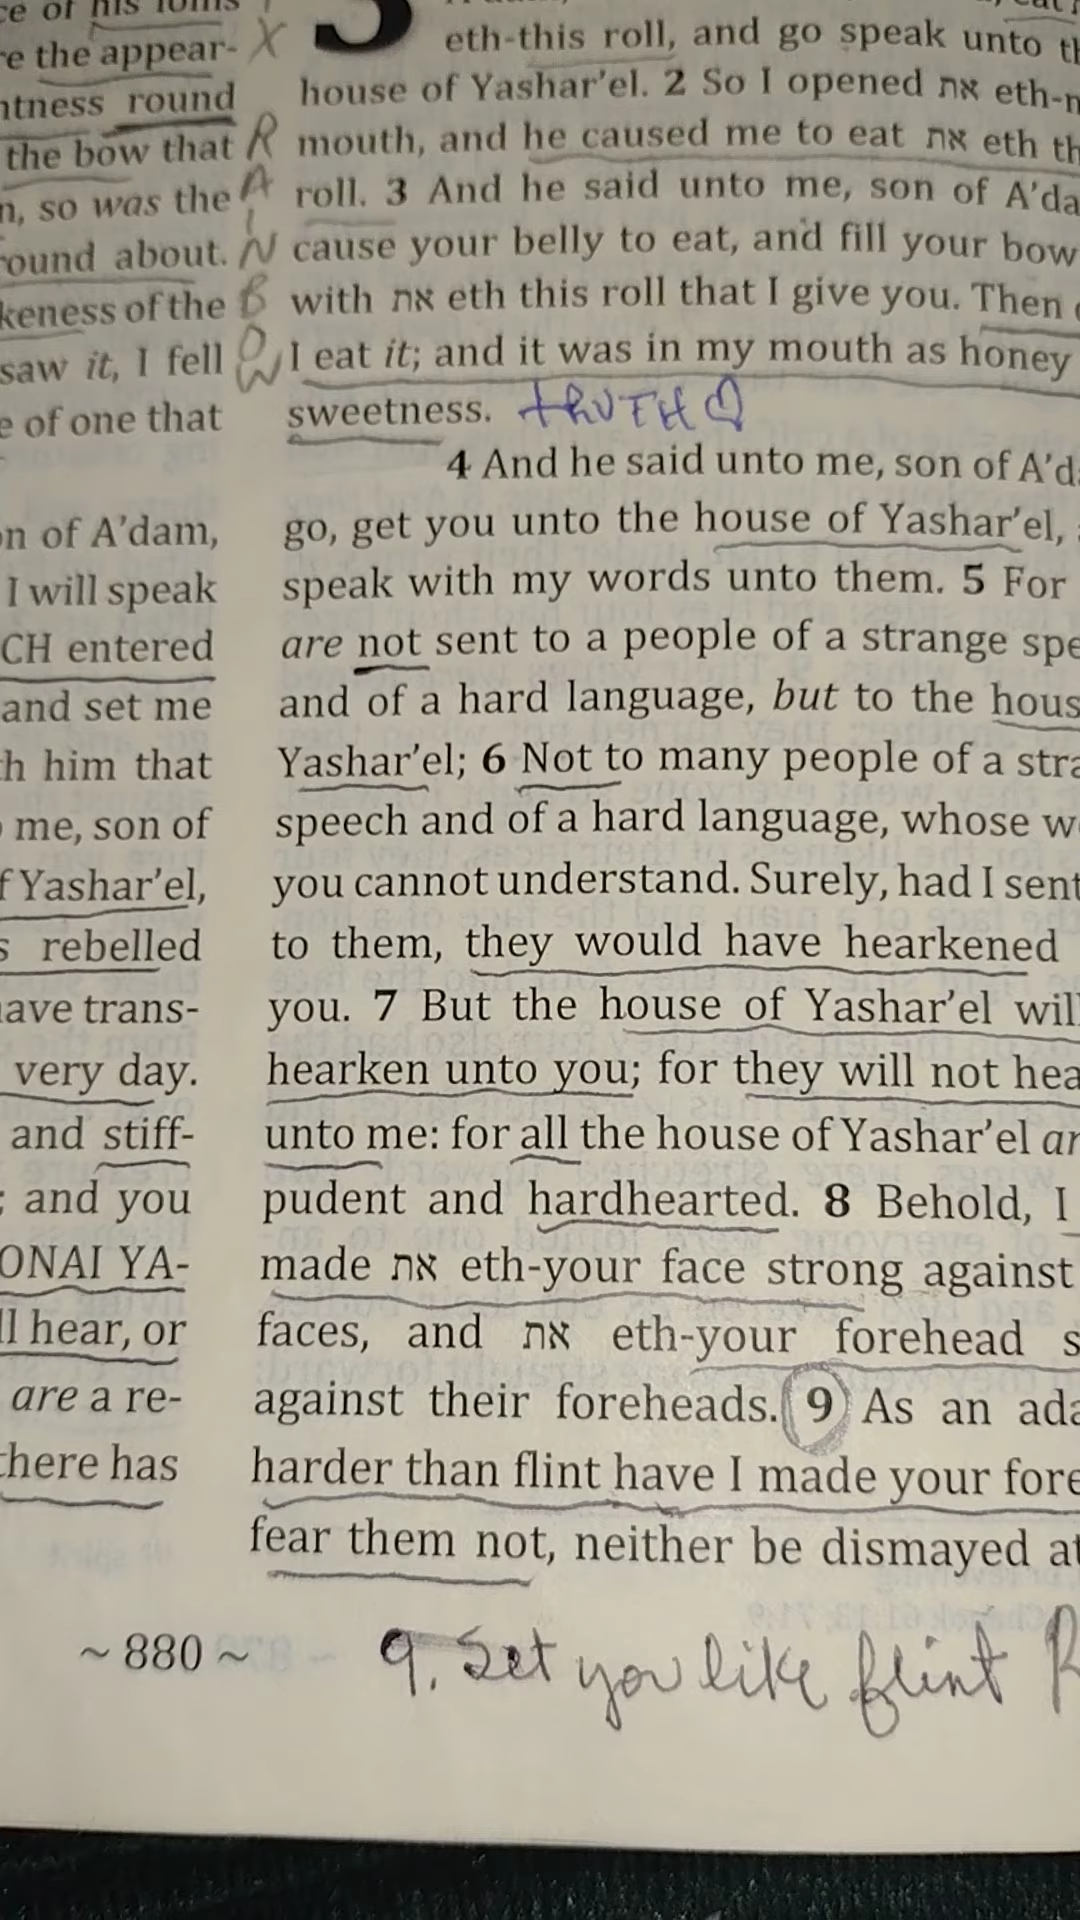 ce of his loins
re the appear-
ntness round
the bow that
n, so was the
round about.
keness of the
saw it, I fell
e of one that
on of A'dam,
I will speak
CH entered
and set me
th him that
o me, son of
f Yashar'el,
s rebelled
have trans-
very day.
and stiff-
; and you
ONAI YA-
ll hear, or
are a re-
there has
~ 880 ~
X
RAINBOW
3
eth-this roll, and go speak unto th
house of Yashar'el. 2 So I opened את eth-m
mouth, and he caused me to eat את eth th
roll. 3 And he said unto me, son of A'da
cause your belly to eat, and fill your bow
with את eth this roll that I give you. Then
I eat it; and it was in my mouth as honey
sweetness. TRUTH ♡
4 And he said unto me, son of A'da
go, get you unto the house of Yashar'el,
speak with my words unto them. 5 For
are not sent to a people of a strange spe
and of a hard language, but to the hous
Yashar'el; 6 Not to many people of a stra
speech and of a hard language, whose w
you cannot understand. Surely, had I sent
to them, they would have hearkened
you. 7 But the house of Yashar'el wil
hearken unto you; for they will not hea
unto me: for all the house of Yashar'el ar
pudent and hardhearted. 8 Behold, I
made את eth-your face strong against
faces, and את eth-your forehead s
against their foreheads. 9 As an ada
harder than flint have I made your fore
fear them not, neither be dismayed at
9. Set you like flint R